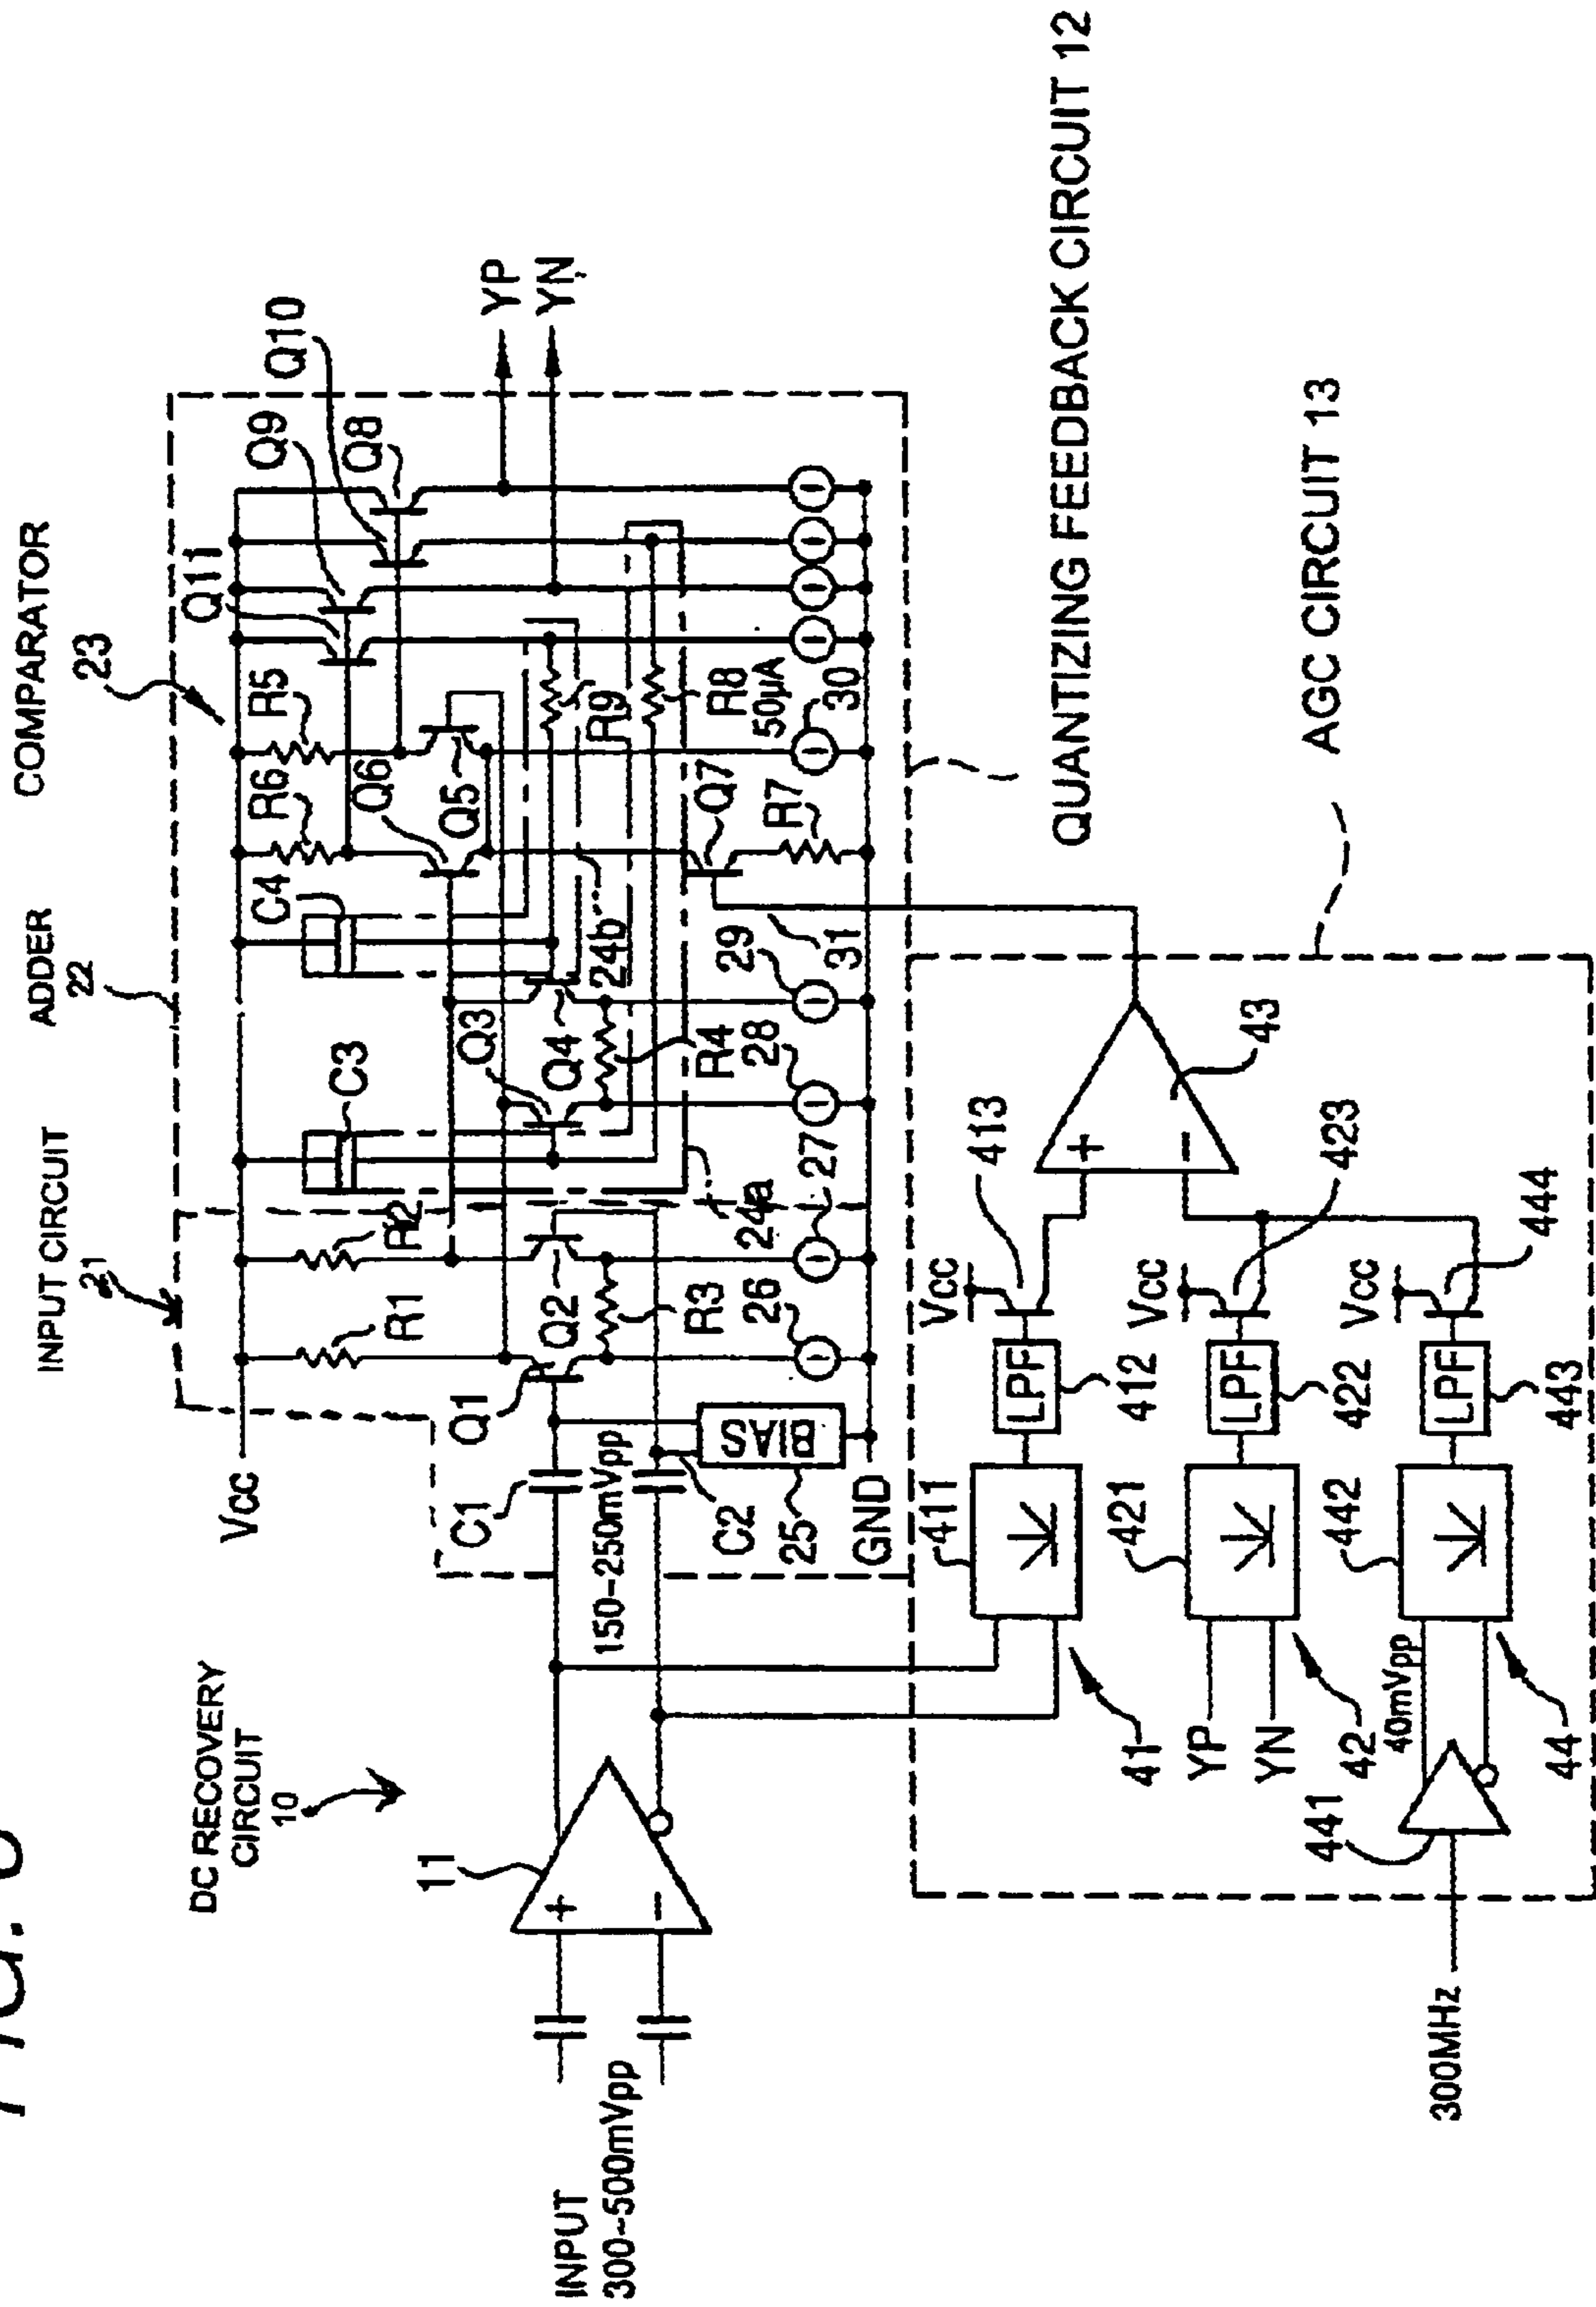 FIG. 6
DC RECOVERY
CIRCUIT
10
INPUT CIRCUIT
21
ADDER
22
COMPARATOR
23
Vcc
R1
R2
C3
C4
R6
R5
Q11
Q9
Q10
Q8
Q6
Q5
YP
YN
Q1
Q2
Q3
Q4
24b
R9
R8
50μA
30
Q7
R7
R3
R4
26
27
28
29
31
24a
C1
150-250mVpp
C2
BIAS
25
GND
11
+
−
INPUT
300~500mVpp
QUANTIZING FEEDBACK CIRCUIT 12
AGC CIRCUIT 13
411
LPF
412
Vcc
413
41
YP
YN
421
LPF
422
Vcc
423
42
+
−
43
300MHz
441
40mVpp
442
LPF
443
Vcc
444
44